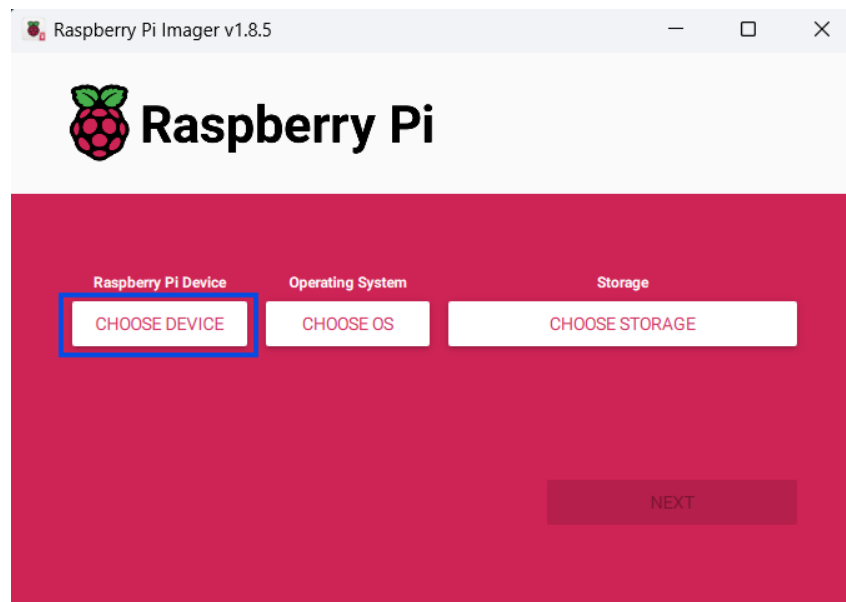 Raspberry Pi Imager v1.8.5
Raspberry Pi
Raspberry Pi Device
Operating System
Storage
CHOOSE DEVICE
CHOOSE OS
CHOOSE STORAGE
NEXT